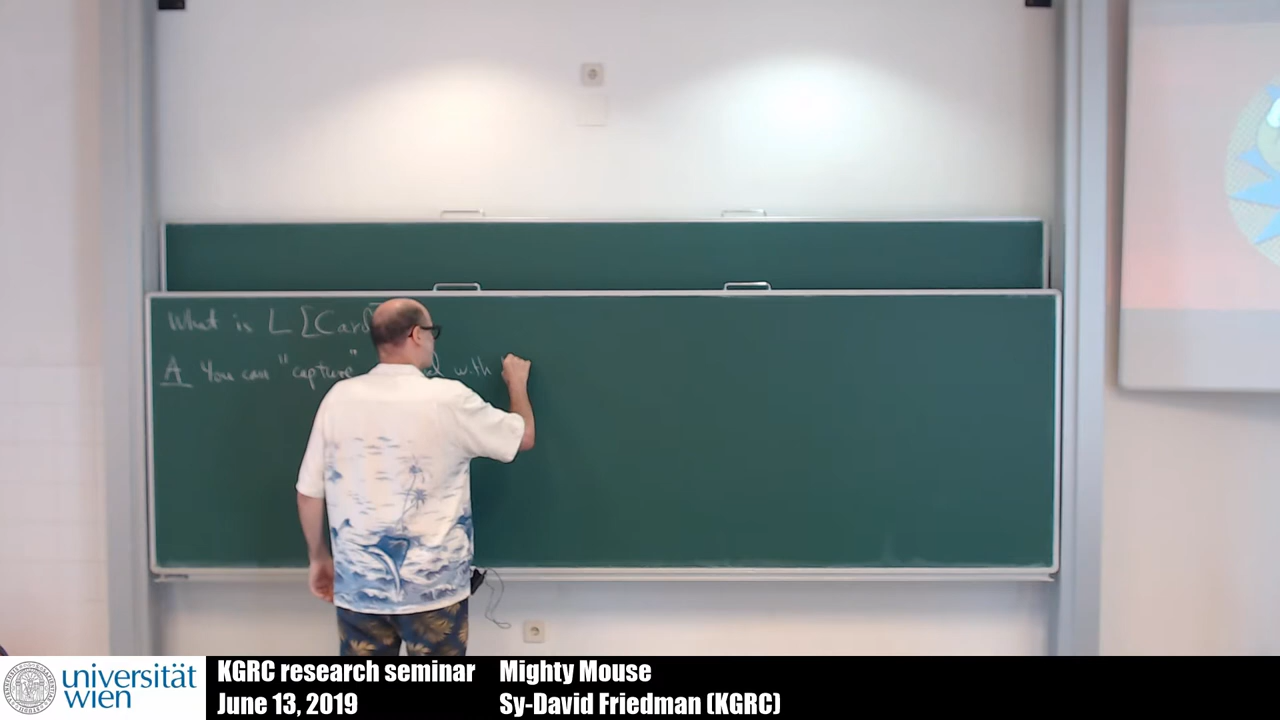 What is L [Card
A You can "capture" with
universität
wien
KGRC research seminar
June 13, 2019
Mighty Mouse
Sy-David Friedman (KGRC)